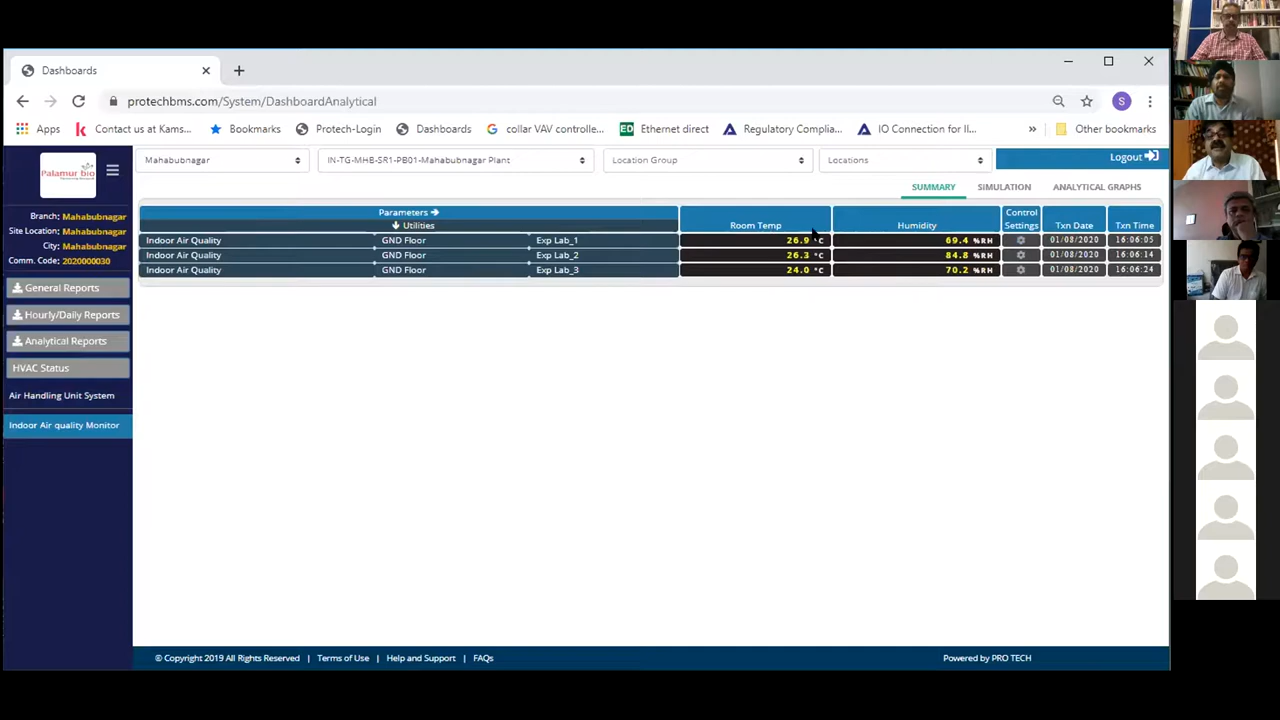 Dashboards
protechbms.com/System/DashboardAnalytical
S
Apps Contact us at Kams... Bookmarks Protech-Login Dashboards collar VAV controlle... ED Ethernet direct Regulatory Complia... IO Connection for II... » Other bookmarks
Palamur bio
Mahabubnagar IN-TG-MHB-SR1-PB01-Mahabubnagar Plant Location Group Locations Logout
SUMMARY SIMULATION ANALYTICAL GRAPHS
Branch: Mahabubnagar
Site Location: Mahabubnagar
City: Mahabubnagar
Comm. Code: 2020000030
General Reports
Hourly/Daily Reports
Analytical Reports
HVAC Status
Air Handling Unit System
Indoor Air quality Monitor
Parameters
Utilities Room Temp Humidity Control Settings Txn Date Txn Time
Indoor Air Quality GND Floor Exp Lab_1 26.9 °C 69.4 %RH 01/08/2020 16:06:05
Indoor Air Quality GND Floor Exp Lab_2 26.3 °C 84.8 %RH 01/08/2020 16:06:14
Indoor Air Quality GND Floor Exp Lab_3 24.0 °C 70.2 %RH 01/08/2020 16:06:24
© Copyright 2019 All Rights Reserved | Terms of Use | Help and Support | FAQs Powered by PRO TECH